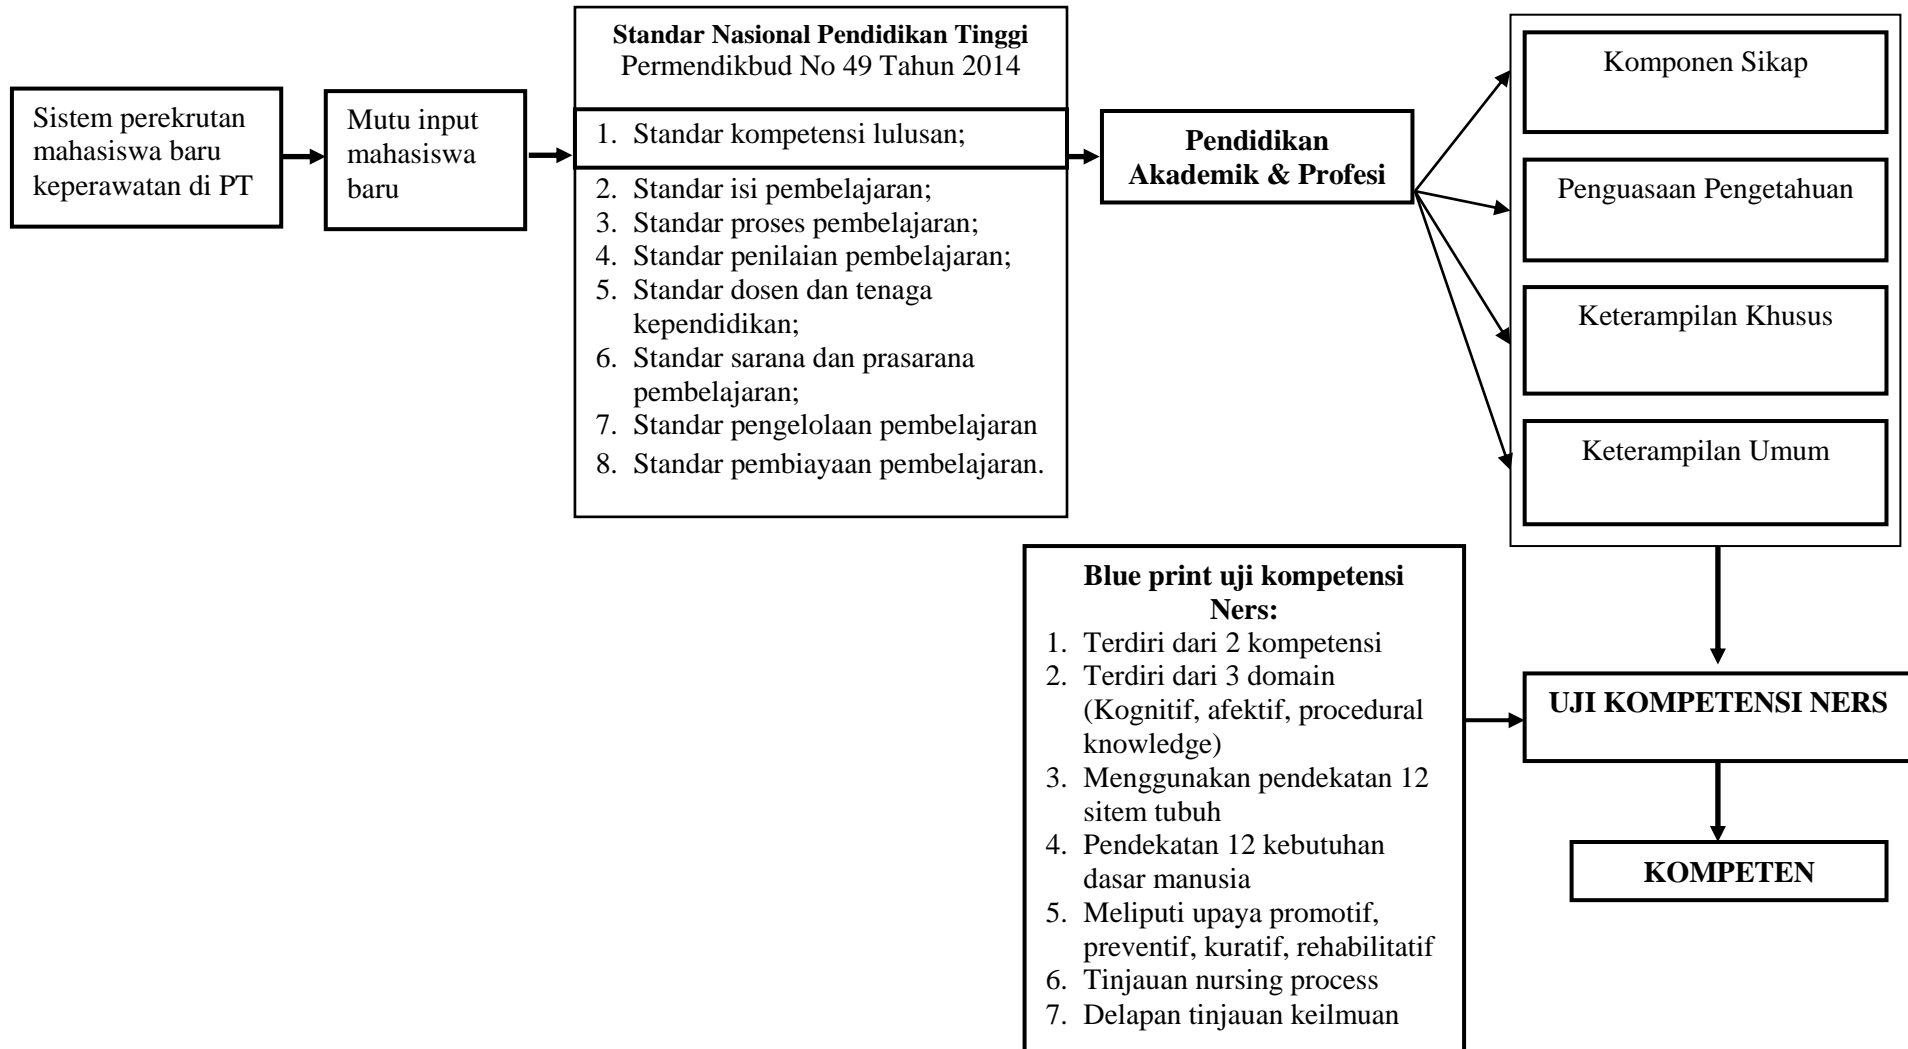 Sistem perekrutan
mahasiswa baru
keperawatan di PT
Mutu input
mahasiswa
baru
Standar Nasional Pendidikan Tinggi
Permendikbud No 49 Tahun 2014
1. Standar kompetensi lulusan;
2. Standar isi pembelajaran;
3. Standar proses pembelajaran;
4. Standar penilaian pembelajaran;
5. Standar dosen dan tenaga
kependidikan;
6. Standar sarana dan prasarana
pembelajaran;
7. Standar pengelolaan pembelajaran
8. Standar pembiayaan pembelajaran.
Pendidikan
Akademik & Profesi
Komponen Sikap
Penguasaan Pengetahuan
Keterampilan Khusus
Keterampilan Umum
Blue print uji kompetensi
Ners:
1. Terdiri dari 2 kompetensi
2. Terdiri dari 3 domain
(Kognitif, afektif, procedural
knowledge)
3. Menggunakan pendekatan 12
sitem tubuh
4. Pendekatan 12 kebutuhan
dasar manusia
5. Meliputi upaya promotif,
preventif, kuratif, rehabilitatif
6. Tinjauan nursing process
7. Delapan tinjauan keilmuan
UJI KOMPETENSI NERS
KOMPETEN